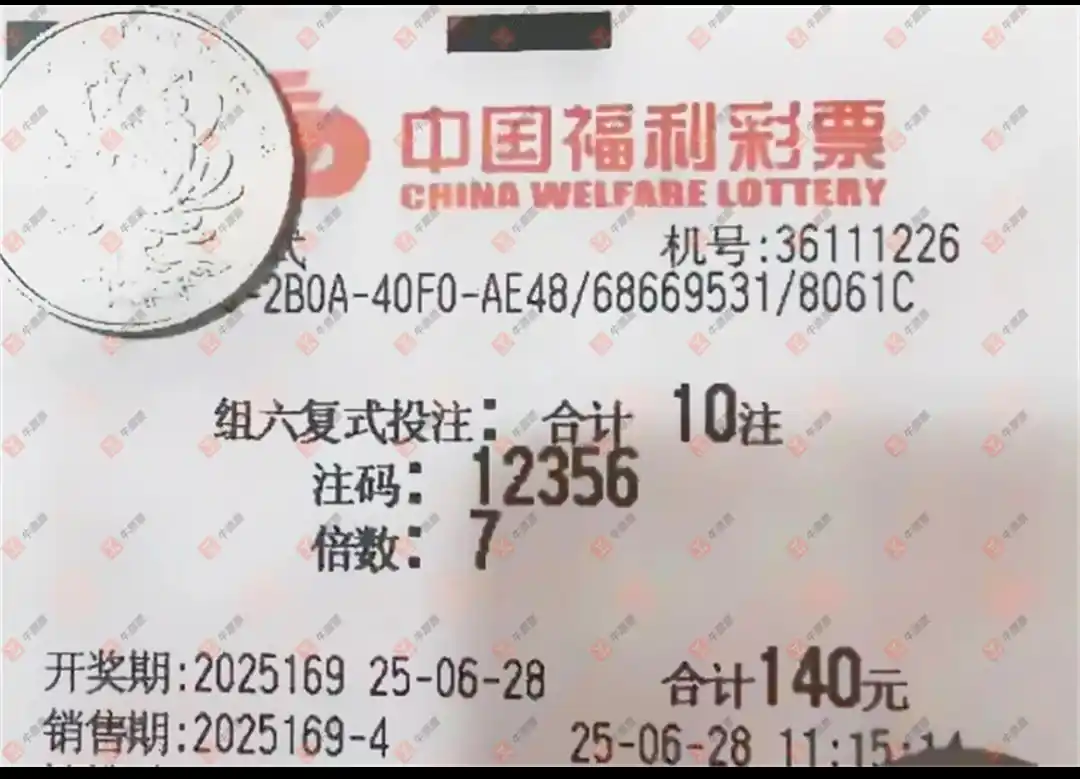 中国福利彩票
CHINA WELFARE LOTTERY
式
机号:36111226
-2B0A-40F0-AE48/68669531/8061C
组六复式投注: 合计 10注
注码: 12356
倍数: 7
开奖期:2025169 25-06-28 合计140元
销售期:2025169-4 25-06-28 11:15:14